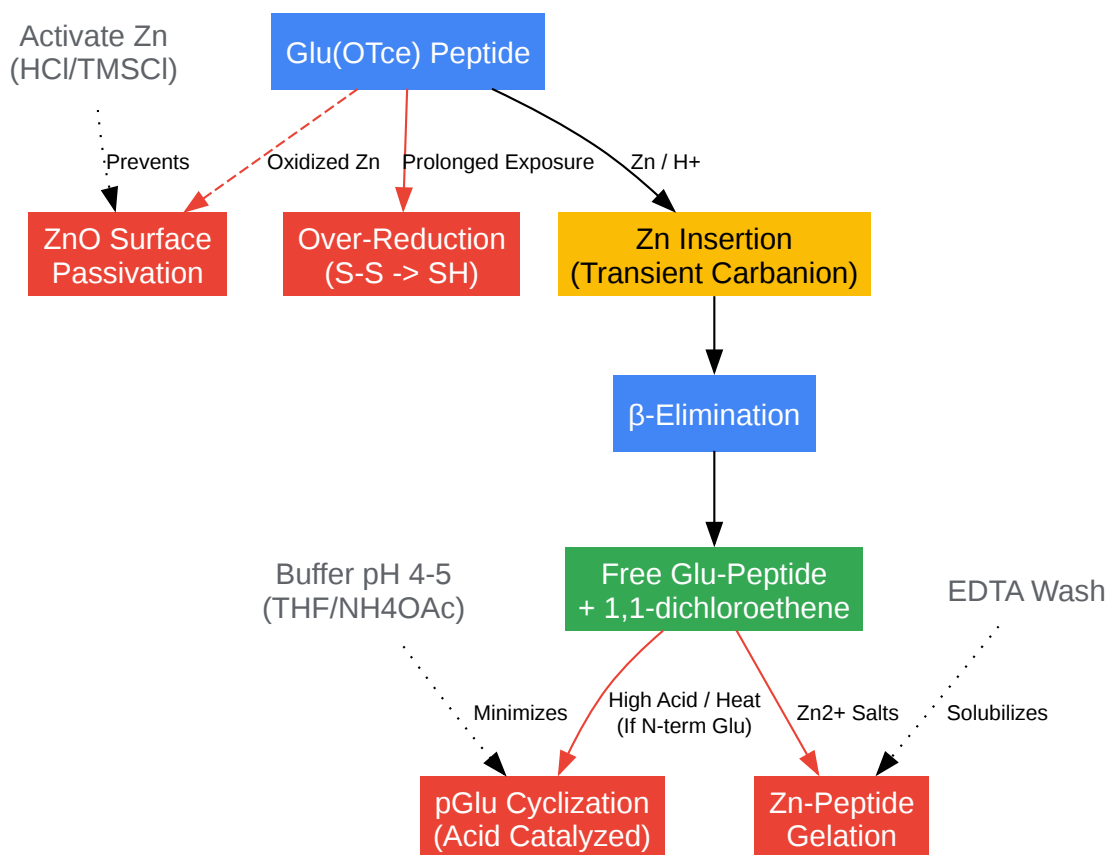 Activate Zn
(HCl/TMSCl)
Glu(OTce) Peptide
Prevents
Oxidized Zn
Prolonged Exposure
Zn / H+
ZnO Surface
Passivation
Over-Reduction
(S-S -> SH)
Zn Insertion
(Transient Carbanion)
β-Elimination
Buffer pH 4-5
(THF/NH4OAc)
Free Glu-Peptide
+ 1,1-dichloroethene
EDTA Wash
Minimizes
High Acid / Heat
(If N-term Glu)
Zn2+ Salts
Solubilizes
pGlu Cyclization
(Acid Catalyzed)
Zn-Peptide
Gelation